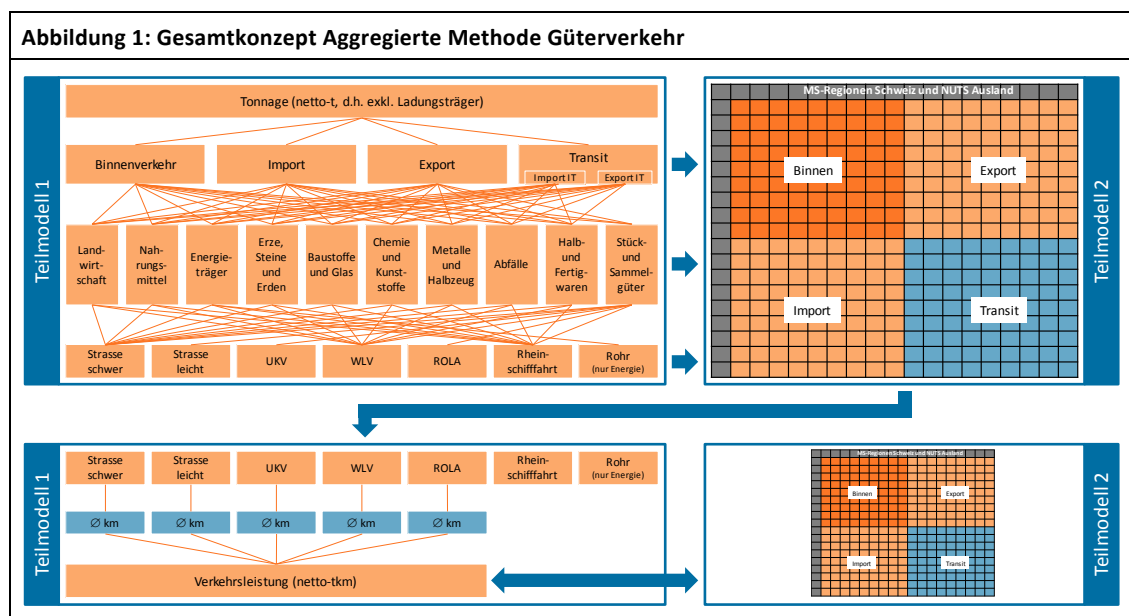 Abbildung 1: Gesamtkonzept Aggregierte Methode Güterverkehr
Teilmodell 1
Tonnage (netto-t, d.h. exkl. Ladungsträger)
Binnenverkehr
Import
Export
Transit
Import IT
Export IT
Land-
wirt-
schaft
Nah-
rungs-
mittel
Energie-
träger
Erze,
Steine
und
Erden
Baustoffe
und Glas
Chemie
und
Kunst-
stoffe
Metalle
und
Halbzeug
Abfälle
Halb-
und
Fertig-
waren
Stück-
und
Sammel-
güter
Strasse
schwer
Strasse
leicht
UKV
WLV
ROLA
Rhein-
schifffahrt
Rohr
(nur Energie)
MS-Regionen Schweiz und NUTS Ausland
Binnen
Export
Import
Transit
Teilmodell 2
Teilmodell 1
Strasse
schwer
Strasse
leicht
UKV
WLV
ROLA
Rhein-
schifffahrt
Rohr
(nur Energie)
∅ km
∅ km
∅ km
∅ km
∅ km
Verkehrsleistung (netto-tkm)
MS-Regionen Schweiz und NUTS Ausland
Binnen
Export
Import
Transit
Teilmodell 2